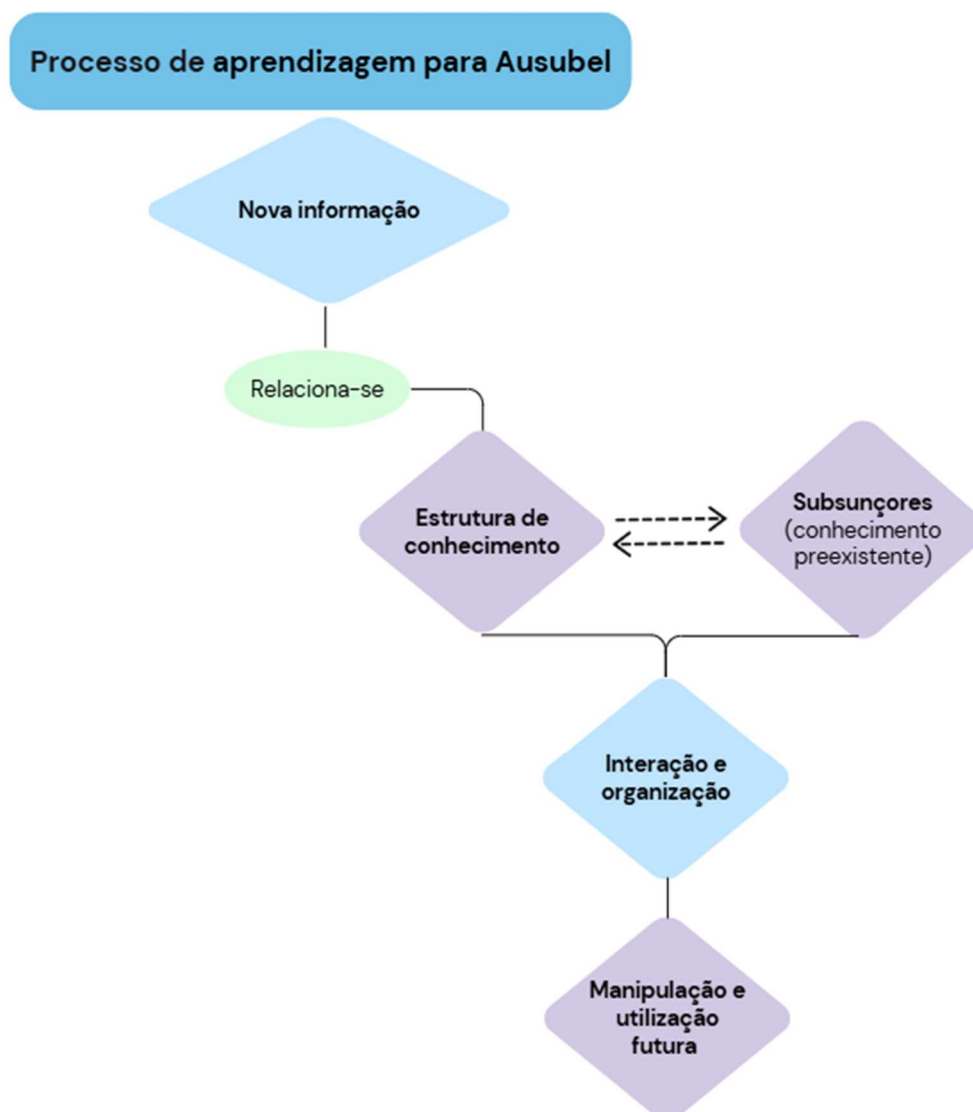 Processo de aprendizagem para Ausubel
Nova informação
Relaciona-se
Estrutura de
conhecimento
Subsunçores
(conhecimento
preexistente)
Interação e
organização
Manipulação e
utilização
futura